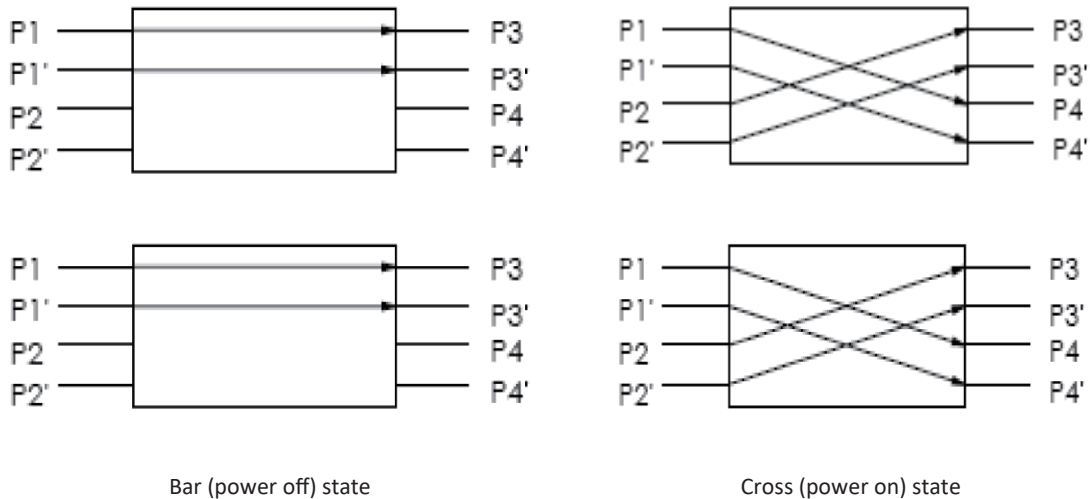 P1 P3 P1 P3
P1' P3' P1' P3'
P2 P4 P2 P4
P2' P4' P2' P4'
P1 P3 P1 P3
P1' P3' P1' P3'
P2 P4 P2 P4
P2' P4' P2' P4'
Bar (power off) state Cross (power on) state